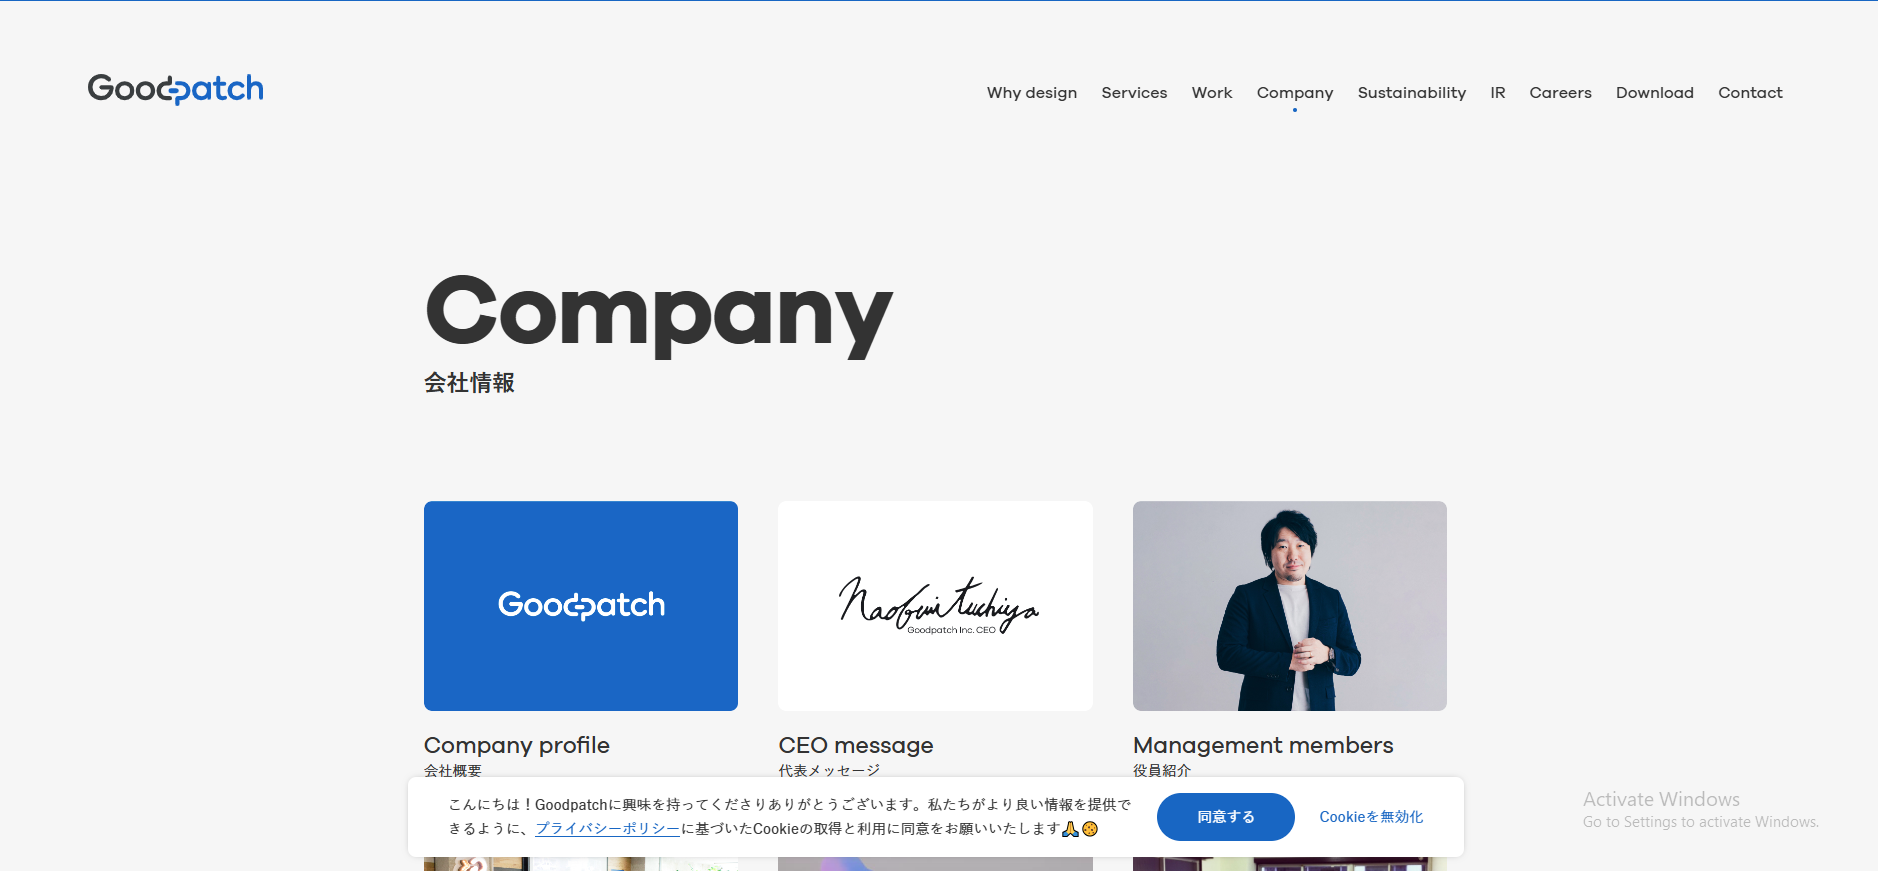 Goodpatch
Why design Services Work Company Sustainability IR Careers Download Contact
Company
会社情報
Goodpatch
Naofumi Tsuchiya
Goodpatch Inc. CEO
Company profile
会社概要
CEO message
代表メッセージ
Management members
役員紹介
こんにちは！Goodpatchに興味を持ってくださりありがとうございます。私たちがより良い情報を提供で
きるように、プライバシーポリシーに基づいたCookieの取得と利用に同意をお願いいたします🙏🍪
同意する
Cookieを無効化
Activate Windows
Go to Settings to activate Windows.